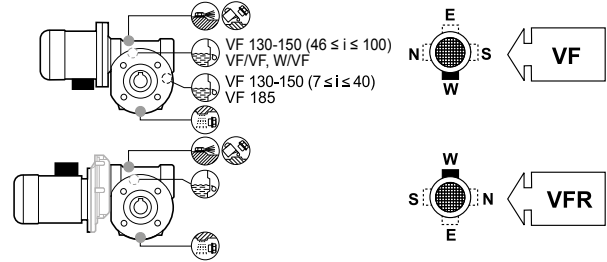 VF 130-150 (46 ≤ i ≤ 100)
VF/VF, W/VF
VF 130-150 (7 ≤ i ≤ 40)
VF 185
E
N S
W
VF
W
S N
E
VFR